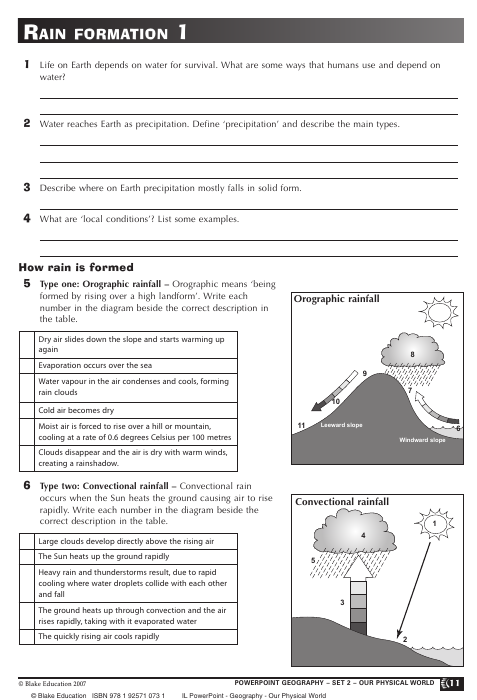 RAIN FORMATION 1
1 Life on Earth depends on water for survival. What are some ways that humans use and depend on
water?
2 Water reaches Earth as precipitation. Define ‘precipitation’ and describe the main types.
3 Describe where on Earth precipitation mostly falls in solid form.
4 What are ‘local conditions’? List some examples.
How rain is formed
5 Type one: Orographic rainfall – Orographic means ‘being
formed by rising over a high landform’. Write each
number in the diagram beside the correct description in
the table.
Dry air slides down the slope and starts warming up
again
Evaporation occurs over the sea
Water vapour in the air condenses and cools, forming
rain clouds
Cold air becomes dry
Moist air is forced to rise over a hill or mountain,
cooling at a rate of 0.6 degrees Celsius per 100 metres
Clouds disappear and the air is dry with warm winds,
creating a rainshadow.
Orographic rainfall
8
9
7
10
11
6
Leeward slope
Windward slope
6 Type two: Convectional rainfall – Convectional rain
occurs when the Sun heats the ground causing air to rise
rapidly. Write each number in the diagram beside the
correct description in the table.
Large clouds develop directly above the rising air
The Sun heats up the ground rapidly
Heavy rain and thunderstorms result, due to rapid
cooling where water droplets collide with each other
and fall
The ground heats up through convection and the air
rises rapidly, taking with it evaporated water
The quickly rising air cools rapidly
Convectional rainfall
1
4
5
3
2
© Blake Education 2007
POWERPOINT GEOGRAPHY – SET 2 – OUR PHYSICAL WORLD 11
© Blake Education ISBN 978 1 92571 073 1 IL PowerPoint - Geography - Our Physical World